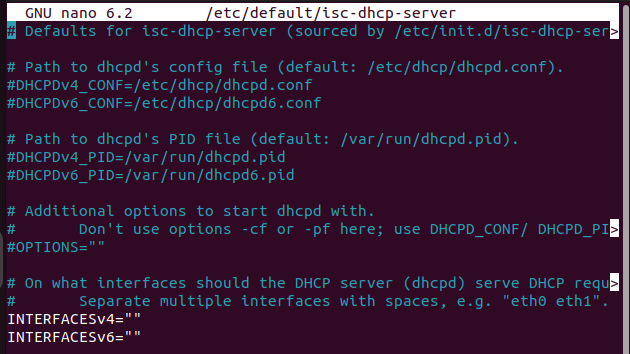 GNU nano 6.2 /etc/default/isc-dhcp-server
# Defaults for isc-dhcp-server (sourced by /etc/init.d/isc-dhcp-ser>
# Path to dhcpd's config file (default: /etc/dhcp/dhcpd.conf).
#DHCPDv4_CONF=/etc/dhcp/dhcpd.conf
#DHCPDv6_CONF=/etc/dhcp/dhcpd6.conf
# Path to dhcpd's PID file (default: /var/run/dhcpd.pid).
#DHCPDv4_PID=/var/run/dhcpd.pid
#DHCPDv6_PID=/var/run/dhcpd6.pid
# Additional options to start dhcpd with.
#       Don't use options -cf or -pf here; use DHCPD_CONF/ DHCPD_PI>
#OPTIONS=""
# On what interfaces should the DHCP server (dhcpd) serve DHCP requ>
#       Separate multiple interfaces with spaces, e.g. "eth0 eth1".
INTERFACESv4=""
INTERFACESv6=""